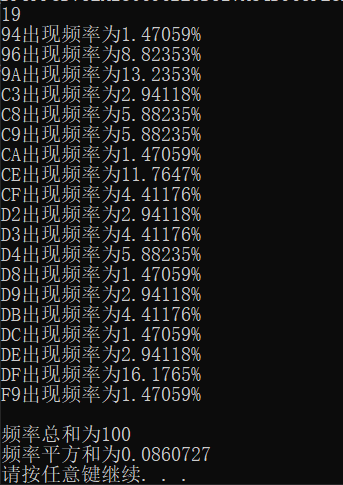 19
94出现频率为1.47059%
96出现频率为8.82353%
9A出现频率为13.2353%
C3出现频率为2.94118%
C8出现频率为5.88235%
C9出现频率为5.88235%
CA出现频率为1.47059%
CE出现频率为11.7647%
CF出现频率为4.41176%
D2出现频率为2.94118%
D3出现频率为4.41176%
D4出现频率为5.88235%
D8出现频率为1.47059%
D9出现频率为2.94118%
DB出现频率为4.41176%
DC出现频率为1.47059%
DE出现频率为2.94118%
DF出现频率为16.1765%
F9出现频率为1.47059%
频率总和为100
频率平方和为0.0860727
请按任意键继续. . .